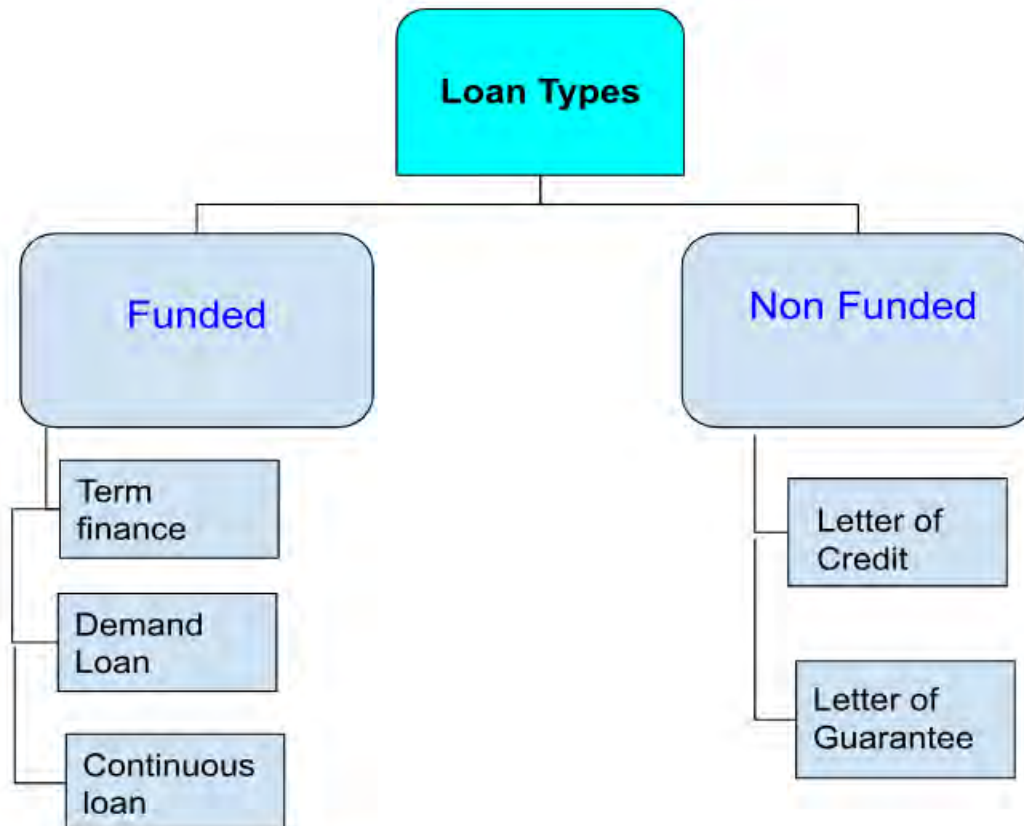 Loan Types
Funded
Non Funded
Term
finance
Demand
Loan
Continuous
loan
Letter of
Credit
Letter of
Guarantee